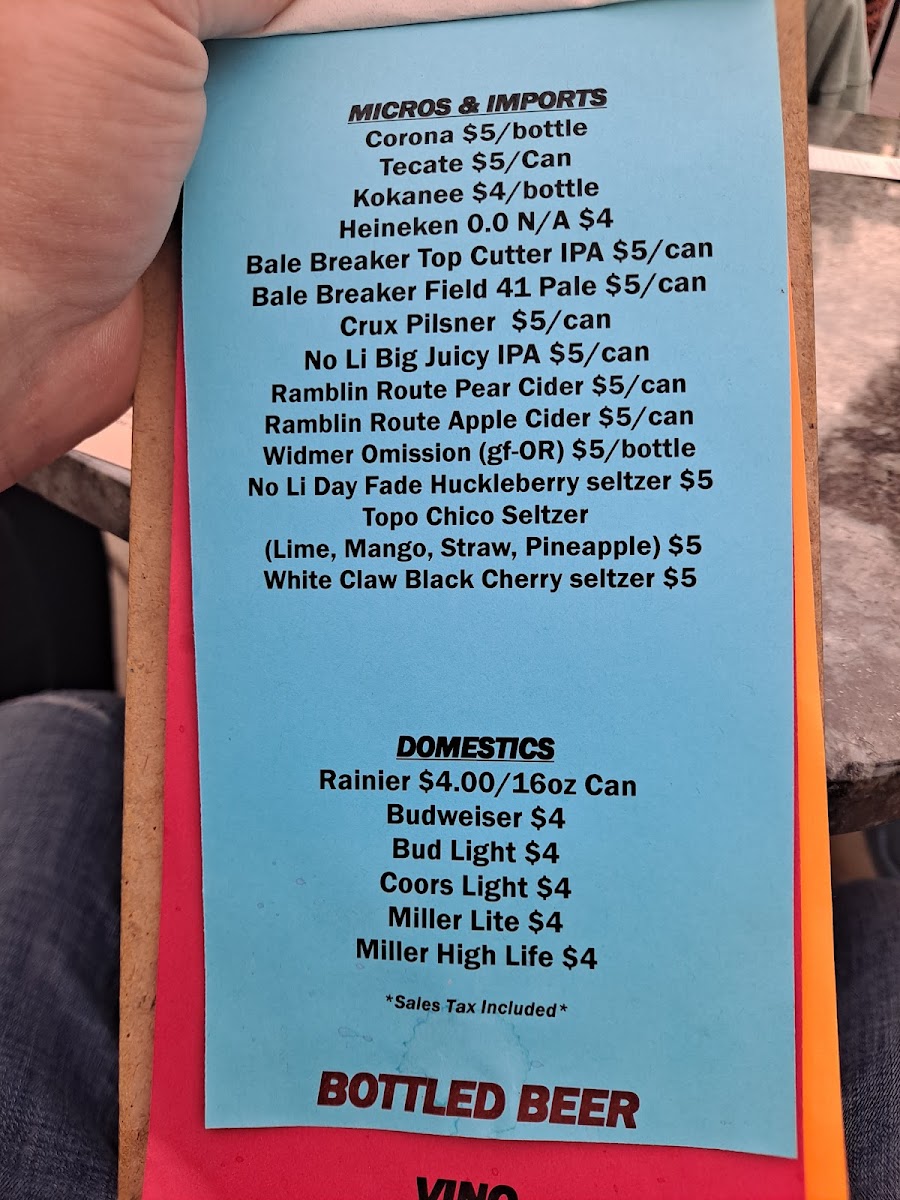 MICROS & IMPORTS
Corona $5/bottle
Tecate $5/Can
Kokanee $4/bottle
Heineken 0.0 N/A $4
Bale Breaker Top Cutter IPA $5/can
Bale Breaker Field 41 Pale $5/can
Crux Pilsner $5/can
No Li Big Juicy IPA $5/can
Ramblin Route Pear Cider $5/can
Ramblin Route Apple Cider $5/can
Widmer Omission (gf-OR) $5/bottle
No Li Day Fade Huckleberry seltzer $5
Topo Chico Seltzer
(Lime, Mango, Straw, Pineapple) $5
White Claw Black Cherry seltzer $5
DOMESTICS
Rainier $4.00/16oz Can
Budweiser $4
Bud Light $4
Coors Light $4
Miller Lite $4
Miller High Life $4
*Sales Tax Included*
BOTTLED BEER
VINO